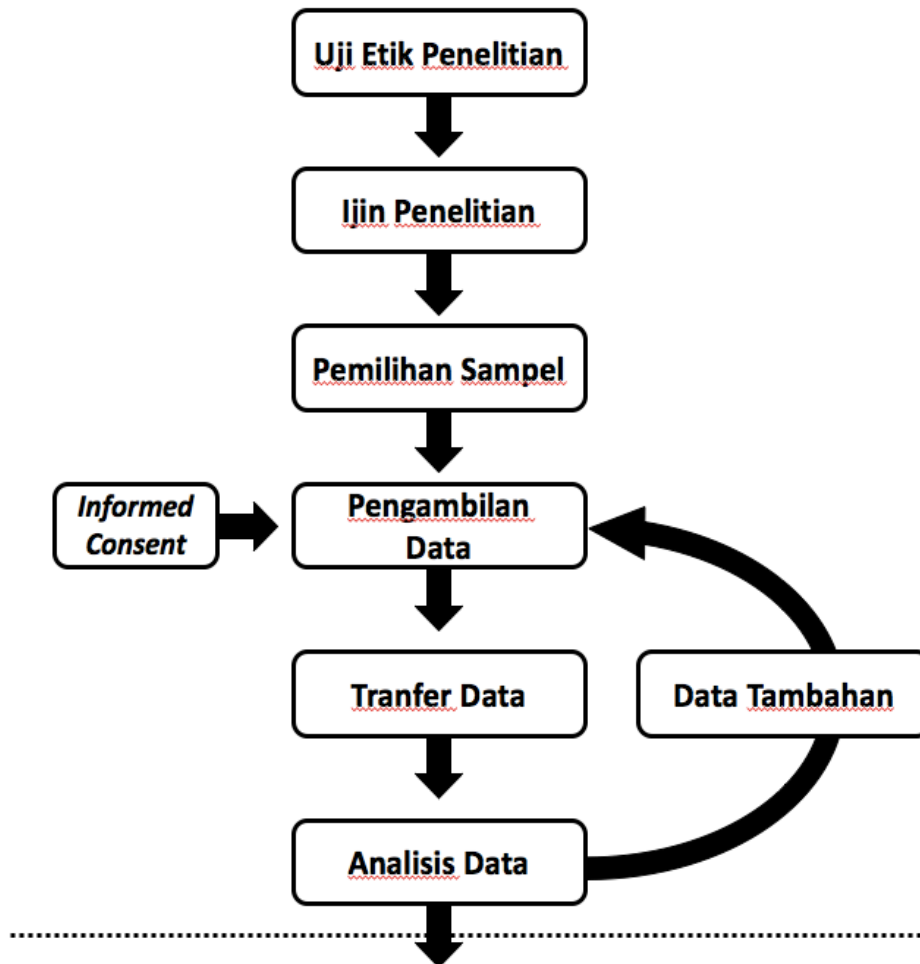 Uji Etik Penelitian
Ijin Penelitian
Pemilihan Sampel
Informed
Consent
Pengambilan
Data
Tranfer Data
Data Tambahan
Analisis Data